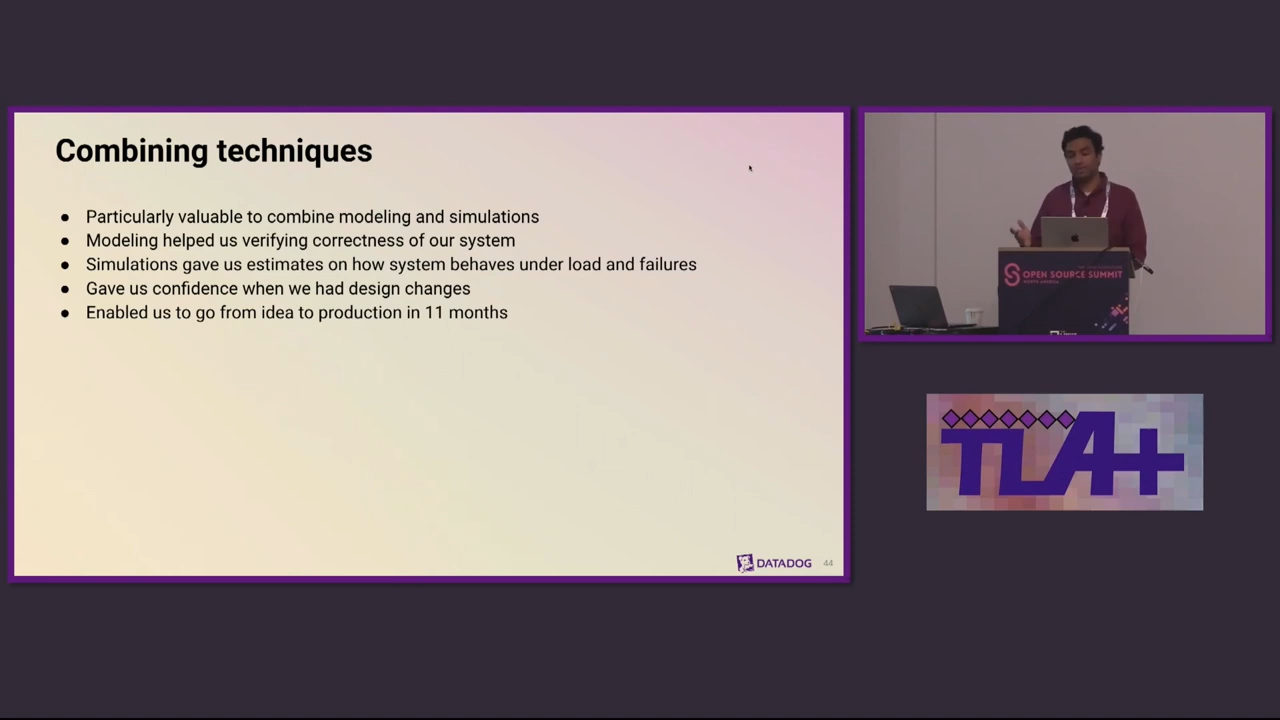 Combining techniques
● Particularly valuable to combine modeling and simulations
● Modeling helped us verifying correctness of our system
● Simulations gave us estimates on how system behaves under load and failures
● Gave us confidence when we had design changes
● Enabled us to go from idea to production in 11 months
DATADOG
44
OPEN SOURCE SUMMIT
TLA+